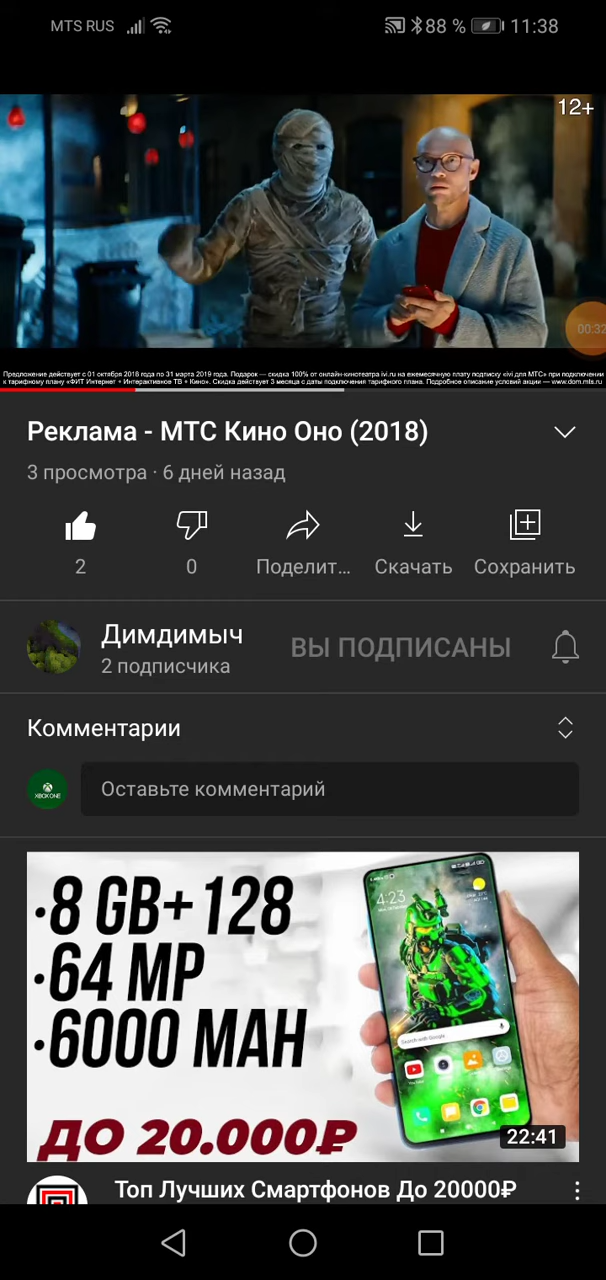 MTS RUS 88 % 11:38
12+
00:32
Предложение действует с 01 октября 2018 года по 31 марта 2019 года. Подарок — скидка 100% от онлайн-кинотеатра ivi.ru на ежемесячную плату подписку «ivi для МТС» при подключении
к тарифному плану «ФИТ Интернет + Интерактивное ТВ + Кино». Скидка действует 3 месяца с даты подключения тарифного плана. Подробное описание условий акции — www.dom.mts.ru
Реклама - МТС Кино Оно (2018)
3 просмотра · 6 дней назад
2 0 Поделит... Скачать Сохранить
Димдимыч
2 подписчика
ВЫ ПОДПИСАНЫ
Комментарии
XBOX ONE
Оставьте комментарий
·8 GB+128
·64 MP
·6000 MAH
ДО 20.000₽
4:23
Search with Google
22:41
Топ Лучших Смартфонов До 20000₽